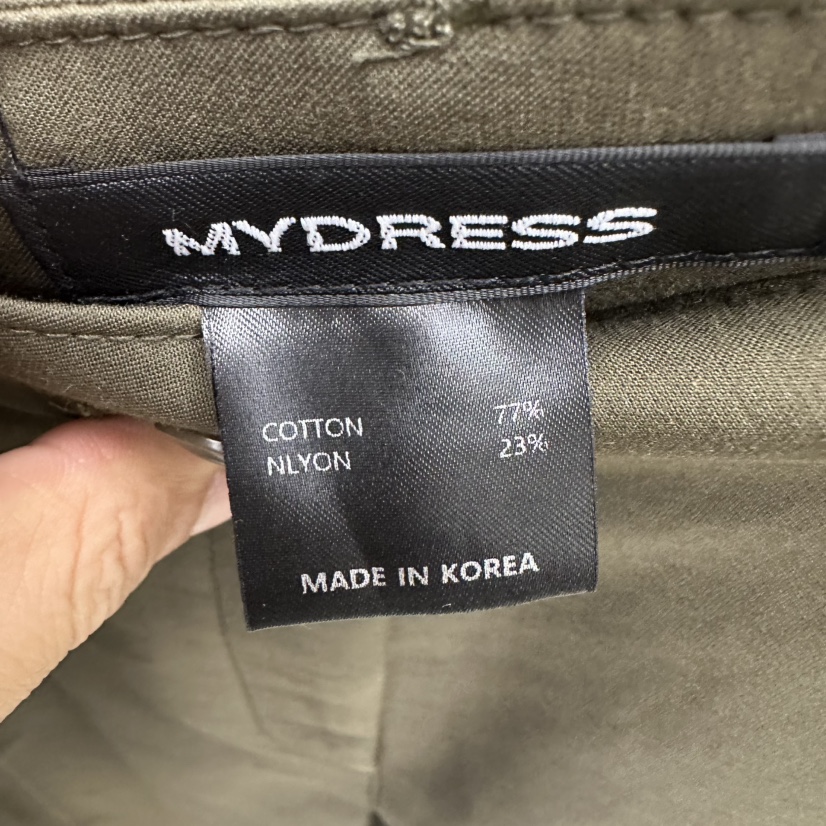 MYDRESS
COTTON 77%
NLYON 23%
MADE IN KOREA